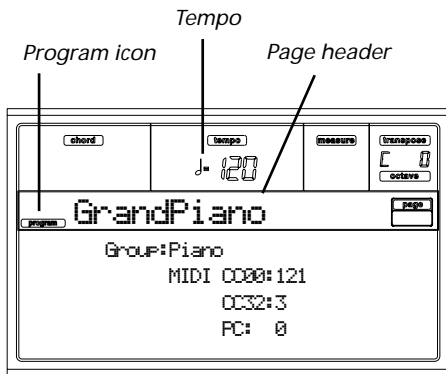 Tempo
Program icon
Page header
chord
tempo
measure
transpose
♩= 120
C 0
octave
program
GrandPiano
page
Group:Piano
MIDI CC00:121
CC32:3
PC: 0